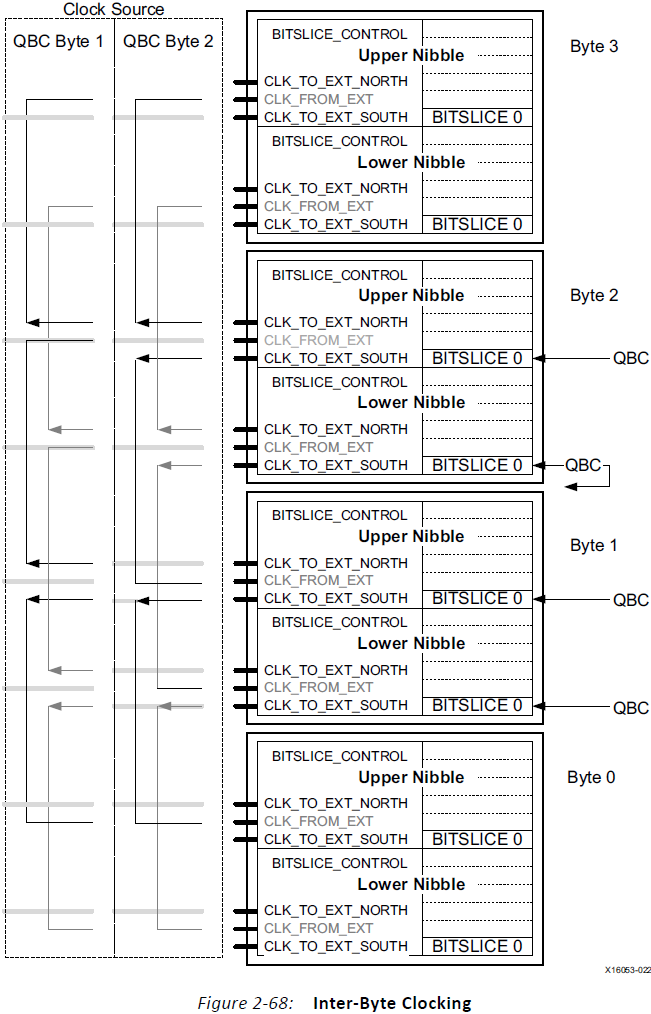 Clock Source
QBC Byte 1
QBC Byte 2
BITSLICE_CONTROL
Upper Nibble
Byte 3
CLK_TO_EXT_NORTH
CLK_FROM_EXT
CLK_TO_EXT_SOUTH
BITSLICE 0
BITSLICE_CONTROL
Lower Nibble
CLK_TO_EXT_NORTH
CLK_FROM_EXT
CLK_TO_EXT_SOUTH
BITSLICE 0
BITSLICE_CONTROL
Upper Nibble
Byte 2
CLK_TO_EXT_NORTH
CLK_FROM_EXT
CLK_TO_EXT_SOUTH
BITSLICE 0
QBC
BITSLICE_CONTROL
Lower Nibble
CLK_TO_EXT_NORTH
CLK_FROM_EXT
CLK_TO_EXT_SOUTH
BITSLICE 0
QBC
BITSLICE_CONTROL
Upper Nibble
Byte 1
CLK_TO_EXT_NORTH
CLK_FROM_EXT
CLK_TO_EXT_SOUTH
BITSLICE 0
QBC
BITSLICE_CONTROL
Lower Nibble
CLK_TO_EXT_NORTH
CLK_FROM_EXT
CLK_TO_EXT_SOUTH
BITSLICE 0
QBC
BITSLICE_CONTROL
Upper Nibble
Byte 0
CLK_TO_EXT_NORTH
CLK_FROM_EXT
CLK_TO_EXT_SOUTH
BITSLICE 0
BITSLICE_CONTROL
Lower Nibble
CLK_TO_EXT_NORTH
CLK_FROM_EXT
CLK_TO_EXT_SOUTH
BITSLICE 0
X16053-022
Figure 2-68: Inter-Byte Clocking